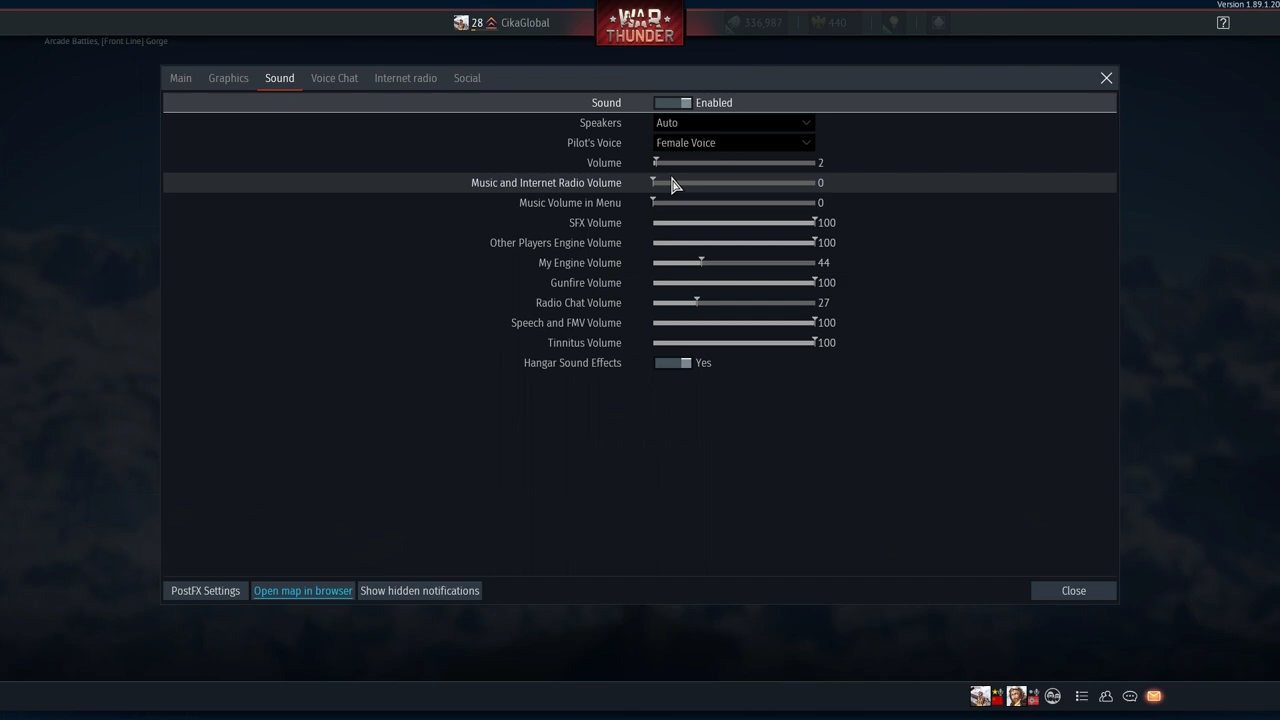 Version 1.89.1.20
28 CikaGlobal
WAR THUNDER
336,987 440
?
Arcade Battles, [Front Line] Gorge
Main Graphics Sound Voice Chat Internet radio Social
Sound Enabled
Speakers Auto
Pilot's Voice Female Voice
Volume 2
Music and Internet Radio Volume 0
Music Volume in Menu 0
SFX Volume 100
Other Players Engine Volume 100
My Engine Volume 44
Gunfire Volume 100
Radio Chat Volume 27
Speech and FMV Volume 100
Tinnitus Volume 100
Hangar Sound Effects Yes
PostFX Settings Open map in browser Show hidden notifications Close